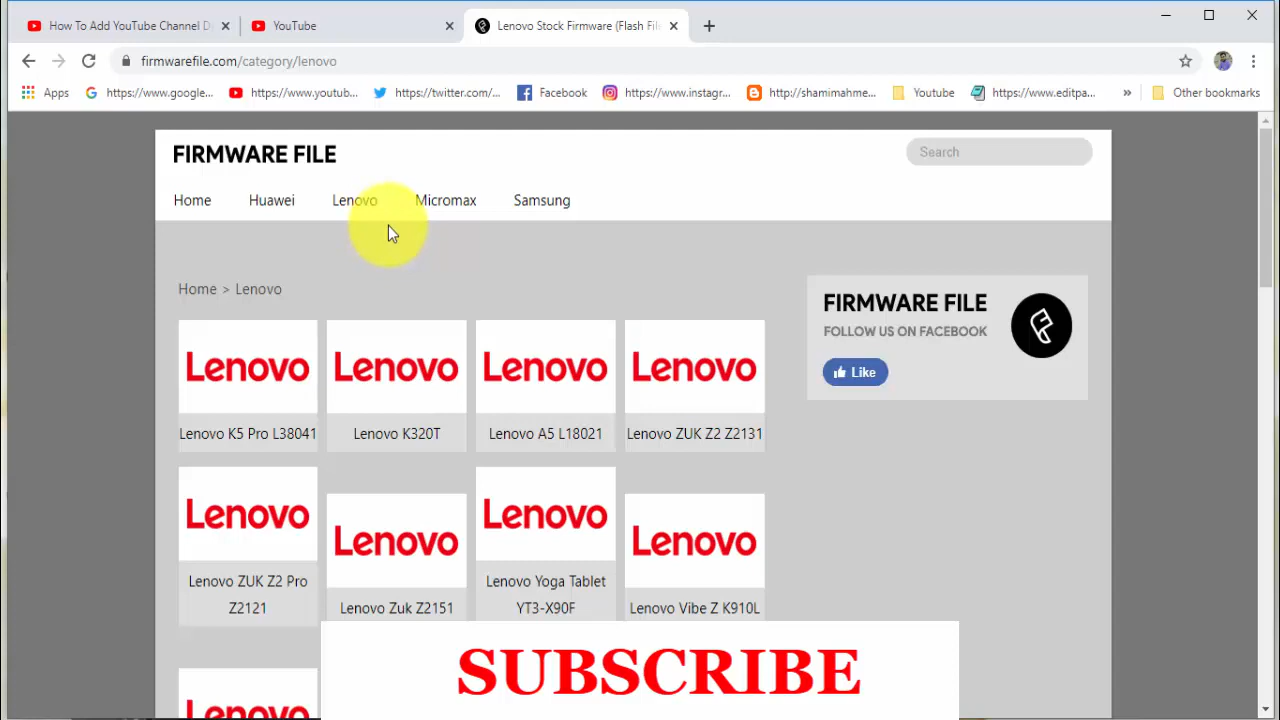 How To Add YouTube Channel D
YouTube
Lenovo Stock Firmware (Flash File
firmwarefile.com/category/lenovo
Apps
https://www.google...
https://www.youtub...
https://twitter.com/...
Facebook
https://www.instagr...
http://shamimahme...
Youtube
https://www.editpa...
»
Other bookmarks
FIRMWARE FILE
Search
Home Huawei Lenovo Micromax Samsung
Home > Lenovo
FIRMWARE FILE
FOLLOW US ON FACEBOOK
Like
Lenovo Lenovo Lenovo Lenovo
Lenovo K5 Pro L38041 Lenovo K320T Lenovo A5 L18021 Lenovo ZUK Z2 Z2131
Lenovo Lenovo Lenovo Lenovo
Lenovo ZUK Z2 Pro
Z2121
Lenovo Zuk Z2151
Lenovo Yoga Tablet
YT3-X90F
Lenovo Vibe Z K910L
Lenovo
SUBSCRIBE